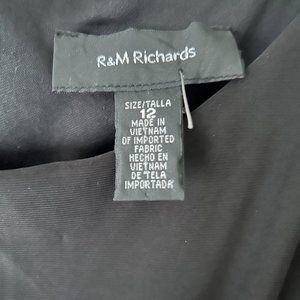 R&M Richards
SIZE/TALLA
12
MADE IN
VIETNAM
OF IMPORTED
FABRIC
HECHO EN
VIETNAM
DE TELA
IMPORTADA